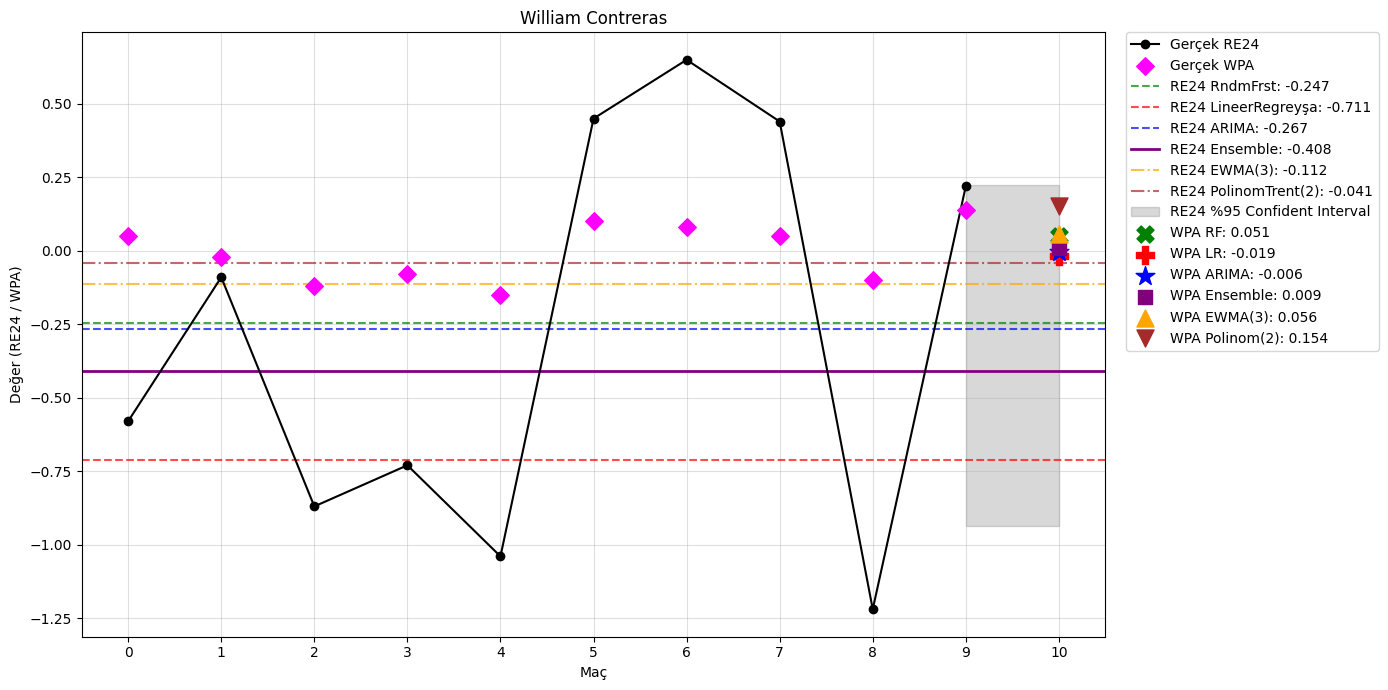 William Contreras
Değer (RE24 / WPA)
0.50
0.25
0.00
−0.25
−0.50
−0.75
−1.00
−1.25
0 1 2 3 4 5 6 7 8 9 10
Maç
Gerçek RE24
Gerçek WPA
RE24 RndmFrst: -0.247
RE24 LineerRegreyşa: -0.711
RE24 ARIMA: -0.267
RE24 Ensemble: -0.408
RE24 EWMA(3): -0.112
RE24 PolinomTrent(2): -0.041
RE24 %95 Confident Interval
WPA RF: 0.051
WPA LR: -0.019
WPA ARIMA: -0.006
WPA Ensemble: 0.009
WPA EWMA(3): 0.056
WPA Polinom(2): 0.154